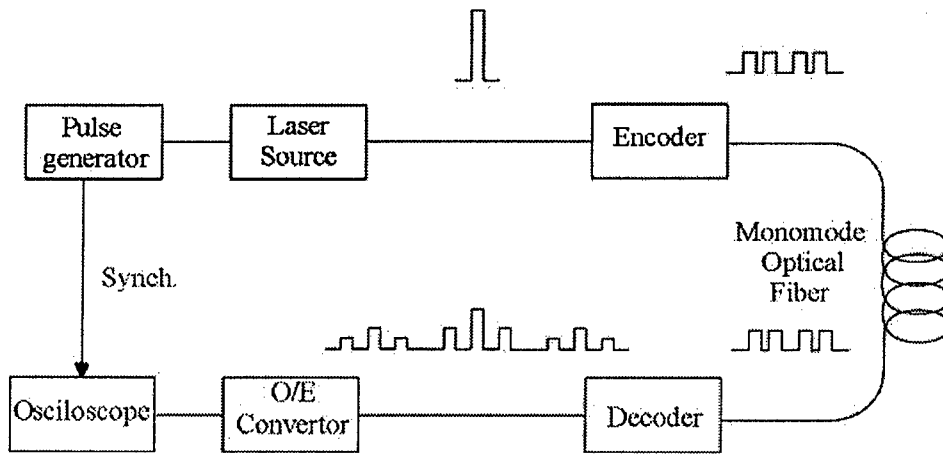 Pulse
generator
Laser
Source
Encoder
Monomode
Optical
Fiber
Synch.
Osciloscope
O/E
Convertor
Decoder